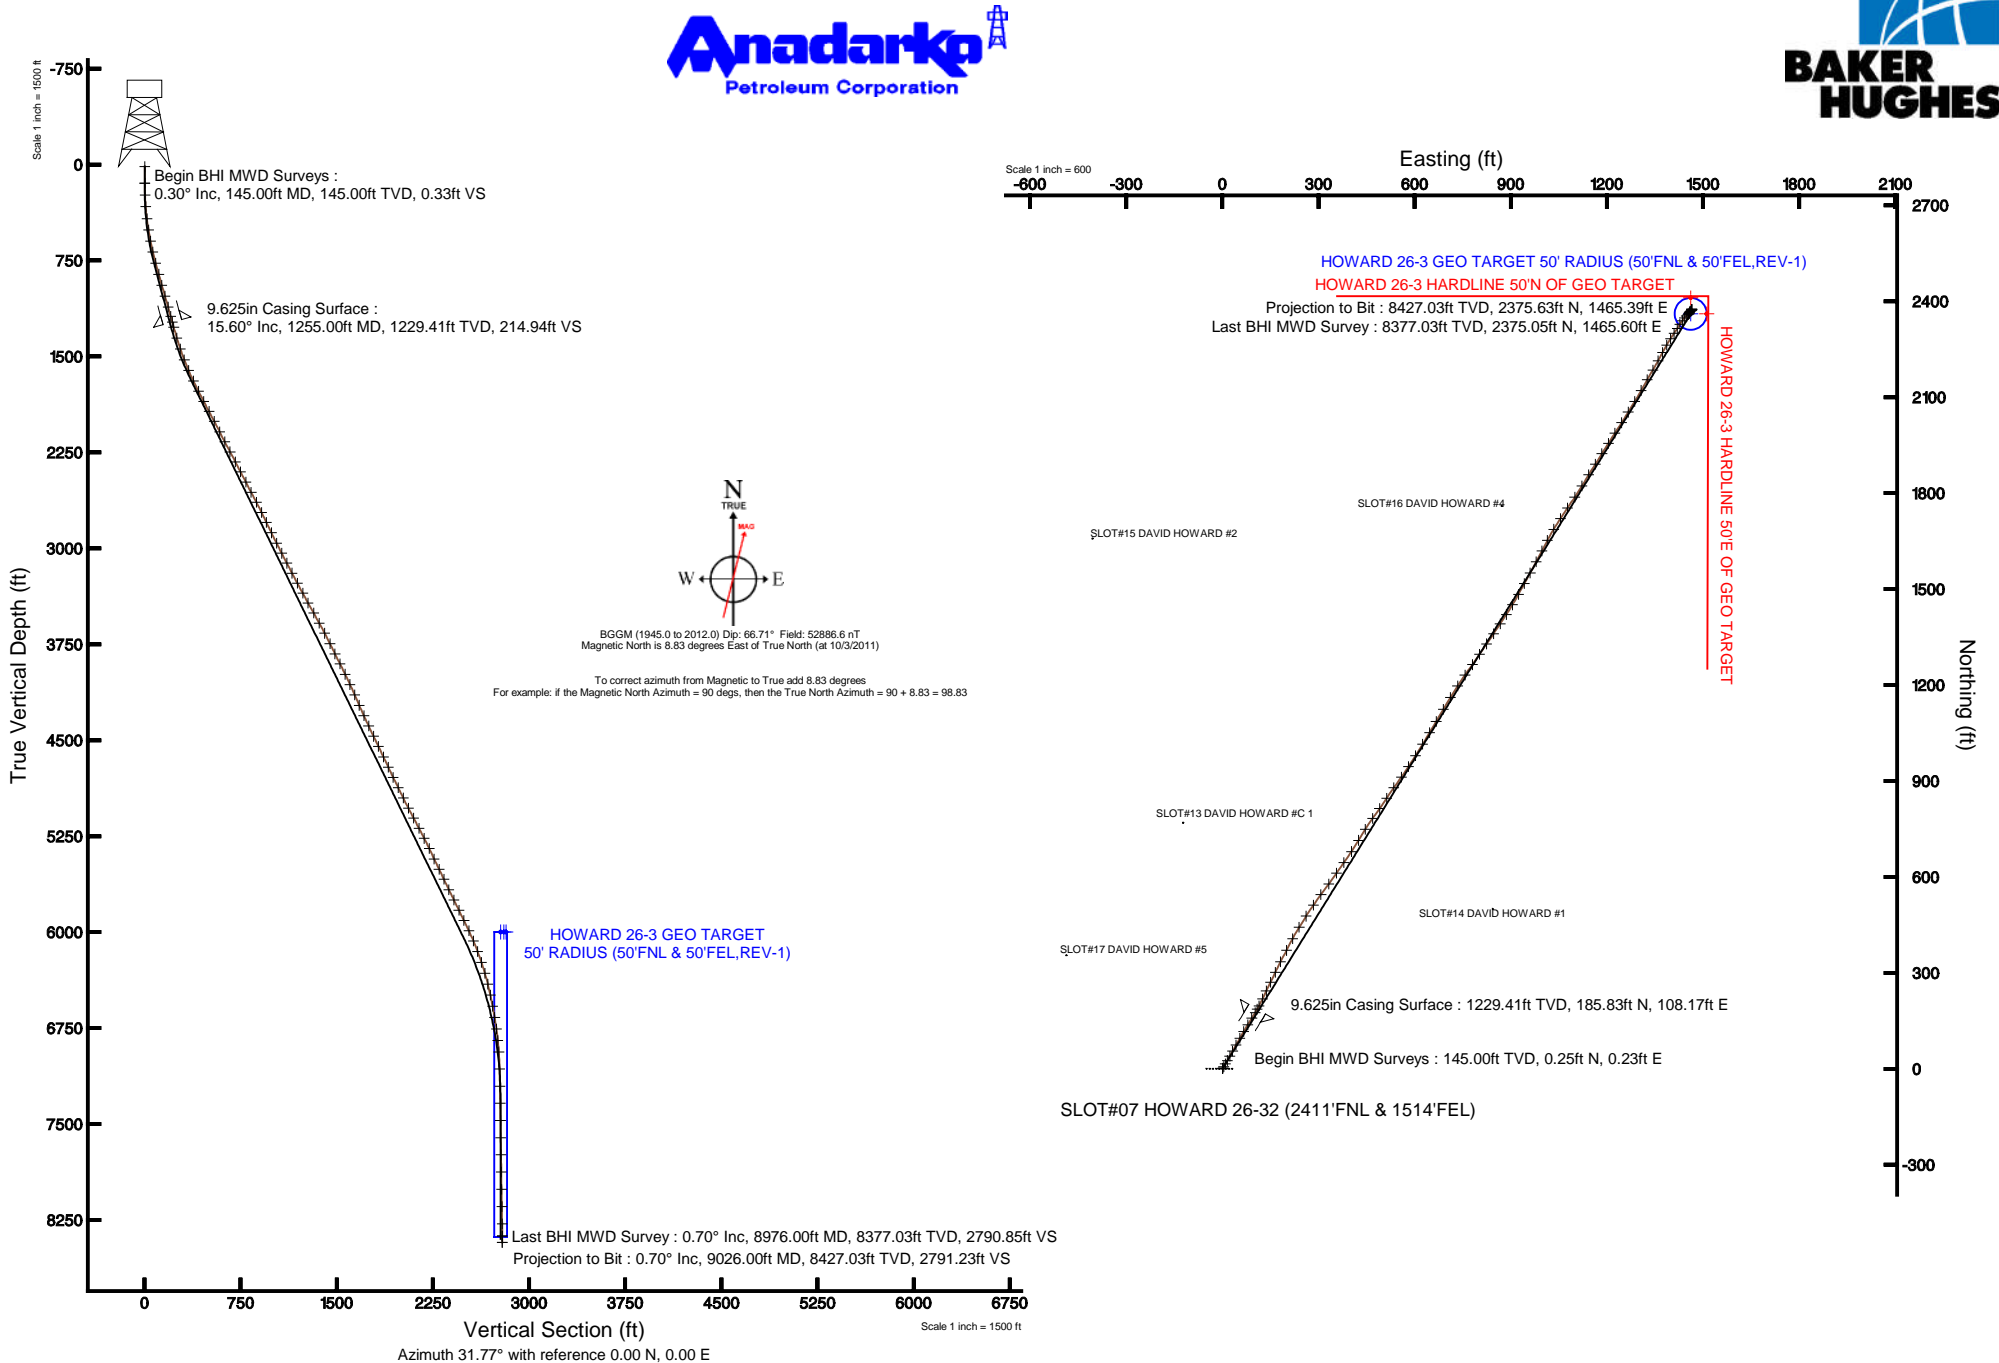 Anadarko
Petroleum Corporation
BAKER
HUGHES
Scale 1 inch = 1500 ft
-750
0
750
1500
2250
3000
3750
4500
5250
6000
6750
7500
8250
True Vertical Depth (ft)
Begin BHI MWD Surveys :
0.30° Inc, 145.00ft MD, 145.00ft TVD, 0.33ft VS
9.625in Casing Surface :
15.60° Inc, 1255.00ft MD, 1229.41ft TVD, 214.94ft VS
N
TRUE
MAG
W
E
BGGM (1945.0 to 2012.0) Dip: 66.71° Field: 52886.6 nT
Magnetic North is 8.83 degrees East of True North (at 10/3/2011)
To correct azimuth from Magnetic to True add 8.83 degrees
For example: if the Magnetic North Azimuth = 90 degs, then the True North Azimuth = 90 + 8.83 = 98.83
HOWARD 26-3 GEO TARGET
50' RADIUS (50'FNL & 50'FEL,REV-1)
Last BHI MWD Survey : 0.70° Inc, 8976.00ft MD, 8377.03ft TVD, 2790.85ft VS
Projection to Bit : 0.70° Inc, 9026.00ft MD, 8427.03ft TVD, 2791.23ft VS
0 750 1500 2250 3000 3750 4500 5250 6000 6750
Vertical Section (ft)
Scale 1 inch = 1500 ft
Azimuth 31.77° with reference 0.00 N, 0.00 E
Easting (ft)
Scale 1 inch = 600
-600 -300 0 300 600 900 1200 1500 1800 2100
2700
2400
2100
1800
1500
1200
900
600
300
0
-300
Northing (ft)
HOWARD 26-3 GEO TARGET 50' RADIUS (50'FNL & 50'FEL,REV-1)
HOWARD 26-3 HARDLINE 50'N OF GEO TARGET
Projection to Bit : 8427.03ft TVD, 2375.63ft N, 1465.39ft E
Last BHI MWD Survey : 8377.03ft TVD, 2375.05ft N, 1465.60ft E
HOWARD 26-3 HARDLINE 50'E OF GEO TARGET
SLOT#16 DAVID HOWARD #4
SLOT#15 DAVID HOWARD #2
SLOT#13 DAVID HOWARD #C 1
SLOT#14 DAVID HOWARD #1
SLOT#17 DAVID HOWARD #5
9.625in Casing Surface : 1229.41ft TVD, 185.83ft N, 108.17ft E
Begin BHI MWD Surveys : 145.00ft TVD, 0.25ft N, 0.23ft E
SLOT#07 HOWARD 26-32 (2411'FNL & 1514'FEL)